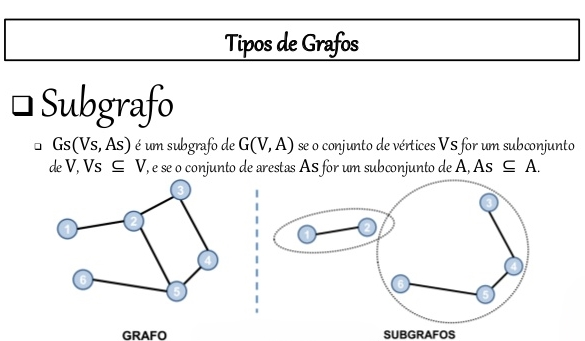 Tipos de Grafos
Subgrafo
Gs(Vs, As) é um subgrafo de G(V, A) se o conjunto de vértices Vs for um subconjunto
de V, Vs ⊆ V, e se o conjunto de arestas As for um subconjunto de A, As ⊆ A.
3
1 2
4
6 5
1 2
3
4
6 5
GRAFO SUBGRAFOS